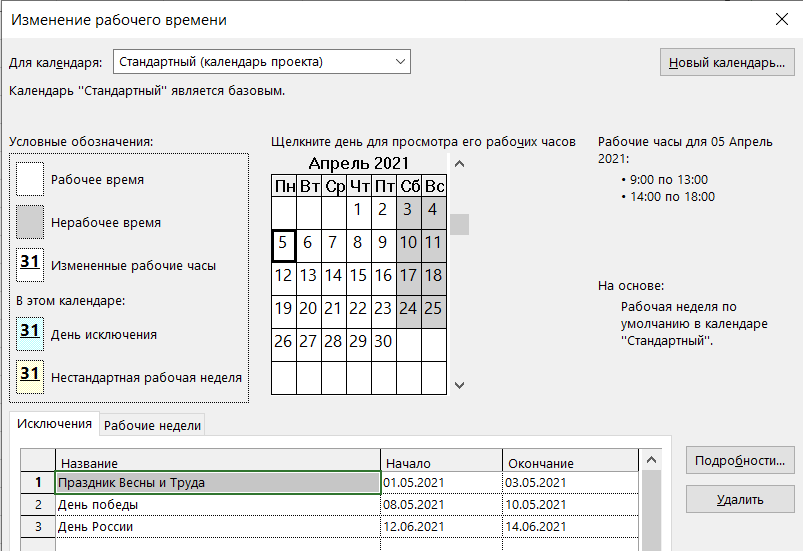 Изменение рабочего времени
Для календаря: Стандартный (календарь проекта) Новый календарь...
Календарь "Стандартный" является базовым.
Условные обозначения:
Рабочее время
Нерабочее время
31 Измененные рабочие часы
В этом календаре:
31 День исключения
31 Нестандартная рабочая неделя
Щелкните день для просмотра его рабочих часов
Апрель 2021
Пн Вт Ср Чт Пт Сб Вс
1 2 3 4
5 6 7 8 9 10 11
12 13 14 15 16 17 18
19 20 21 22 23 24 25
26 27 28 29 30
Рабочие часы для 05 Апрель
2021:
• 9:00 по 13:00
• 14:00 по 18:00
На основе:
Рабочая неделя по
умолчанию в календаре
"Стандартный".
Исключения Рабочие недели
Название Начало Окончание
1 Праздник Весны и Труда 01.05.2021 03.05.2021
2 День победы 08.05.2021 10.05.2021
3 День России 12.06.2021 14.06.2021
Подробности...
Удалить